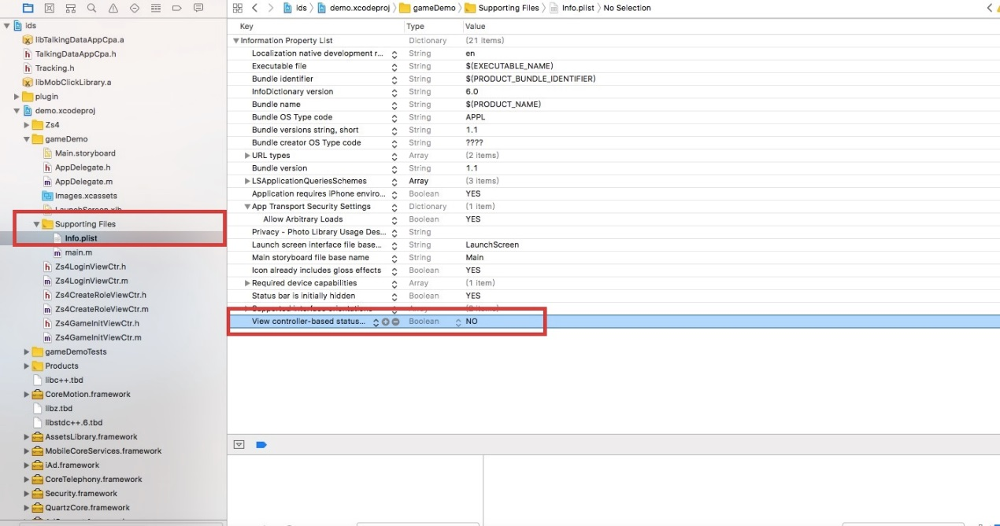 ids demo.xcodeproj gameDemo Supporting Files Info.plist No Selection
ids
libTalkingDataAppCpa.a
TalkingDataAppCpa.h
Tracking.h
libMobClickLibrary.a
plugin
demo.xcodeproj
Zs4
gameDemo
Main.storyboard
AppDelegate.h
AppDelegate.m
Images.xcassets
LaunchScreen.xib
Supporting Files
Info.plist
main.m
Zs4LoginViewCtr.h
Zs4LoginViewCtr.m
Zs4CreateRoleViewCtr.h
Zs4CreateRoleViewCtr.m
Zs4GameInitViewCtr.h
Zs4GameInitViewCtr.m
gameDemoTests
Products
libc++.tbd
CoreMotion.framework
libz.tbd
libstdc++.6.tbd
AssetsLibrary.framework
MobileCoreServices.framework
iAd.framework
CoreTelephony.framework
Security.framework
QuartzCore.framework
Key Type Value
Information Property List Dictionary (21 items)
Localization native development r... String en
Executable file String $(EXECUTABLE_NAME)
Bundle identifier String $(PRODUCT_BUNDLE_IDENTIFIER)
InfoDictionary version String 6.0
Bundle name String $(PRODUCT_NAME)
Bundle OS Type code String APPL
Bundle versions string, short String 1.1
Bundle creator OS Type code String ????
URL types Array (2 items)
Bundle version String 1.1
LSApplicationQueriesSchemes Array (3 items)
Application requires iPhone enviro... Boolean YES
App Transport Security Settings Dictionary (1 item)
Allow Arbitrary Loads Boolean YES
Privacy - Photo Library Usage Des... String
Launch screen interface file base... String LaunchScreen
Main storyboard file base name String Main
Icon already includes gloss effects Boolean YES
Required device capabilities Array (1 item)
Status bar is initially hidden Boolean YES
Supported interface orientations Array
View controller-based status... Boolean NO